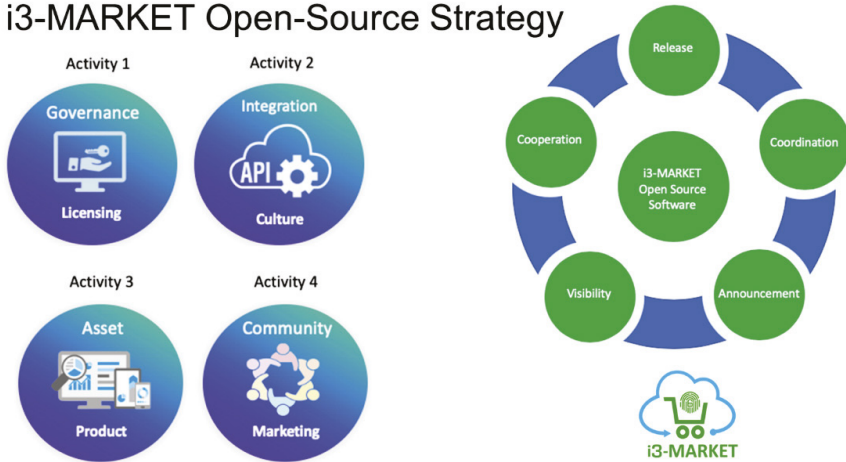 i3-MARKET Open-Source Strategy
Activity 1
Governance
Licensing
Activity 2
Integration
API
Culture
Activity 3
Asset
Product
Activity 4
Community
Marketing
Release
Cooperation
Coordination
i3-MARKET
Open Source
Software
Visibility
Announcement
i3-MARKET